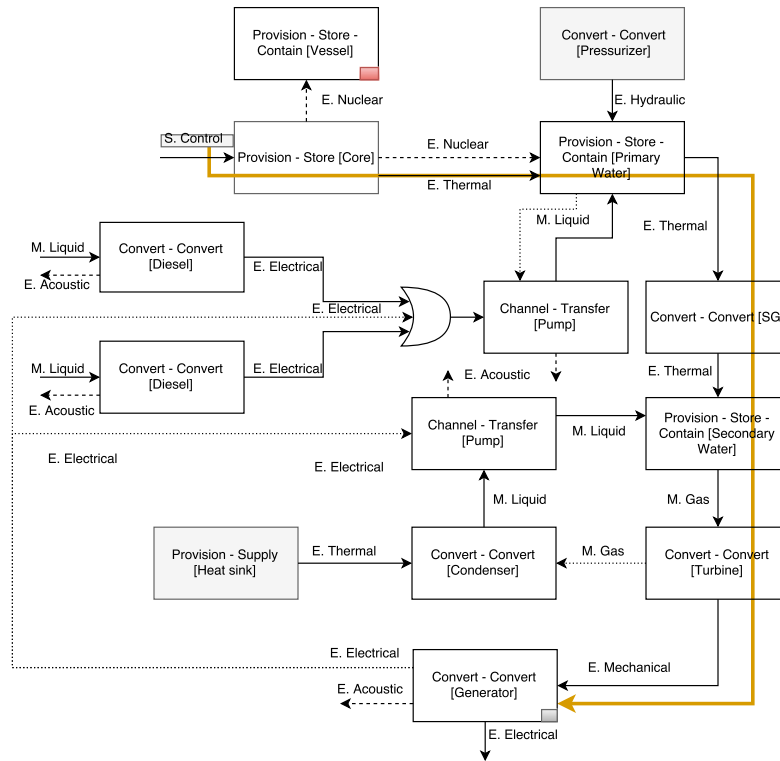 Provision - Store -
Contain [Vessel]
Convert - Convert
[Pressurizer]
E. Nuclear
E. Hydraulic
S. Control
Provision - Store [Core]
E. Nuclear
E. Thermal
Provision - Store -
Contain [Primary
Water]
M. Liquid
E. Thermal
M. Liquid
Convert - Convert
[Diesel]
E. Acoustic
E. Electrical
E. Electrical
Channel - Transfer
[Pump]
Convert - Convert [SG
M. Liquid
Convert - Convert
[Diesel]
E. Acoustic
E. Electrical
E. Acoustic
E. Thermal
Channel - Transfer
[Pump]
M. Liquid
Provision - Store -
Contain [Secondary
Water]
E. Electrical
E. Electrical
M. Liquid
M. Gas
Provision - Supply
[Heat sink]
E. Thermal
Convert - Convert
[Condenser]
M. Gas
Convert - Convert
[Turbine]
E. Electrical
E. Mechanical
E. Acoustic
Convert - Convert
[Generator]
E. Electrical